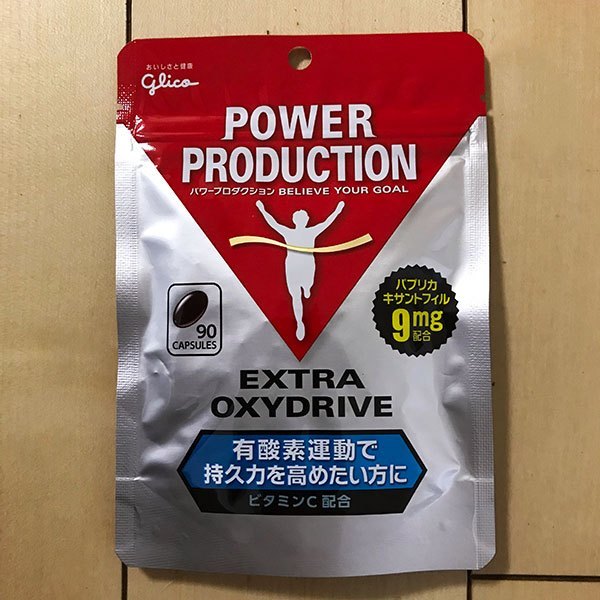 おいしさと健康
glico
POWER
PRODUCTION
パワープロダクション BELIEVE YOUR GOAL
パプリカ
キサントフィル
9mg
配合
90
CAPSULES
EXTRA
OXYDRIVE
有酸素運動で
持久力を高めたい方に
ビタミンC 配合